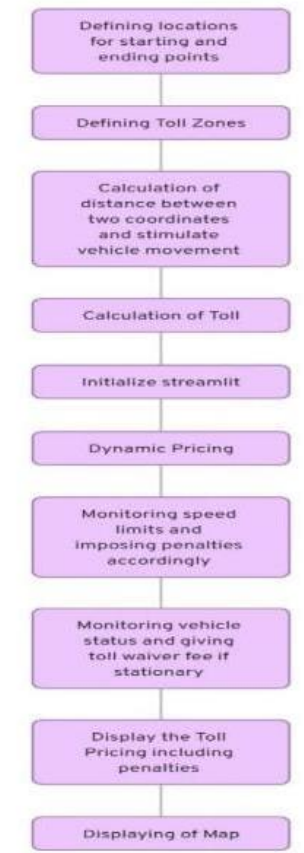 Defining locations
for starting and
ending points
Defining Toll Zones
Calculation of
distance between
two coordinates
and stimulate
vehicle movement
Calculation of Toll
Initialize streamlit
Dynamic Pricing
Monitoring speed
limits and
imposing penalties
accordingly
Monitoring vehicle
status and giving
toll waiver fee if
stationary
Display the Toll
Pricing including
penalties
Displaying of Map